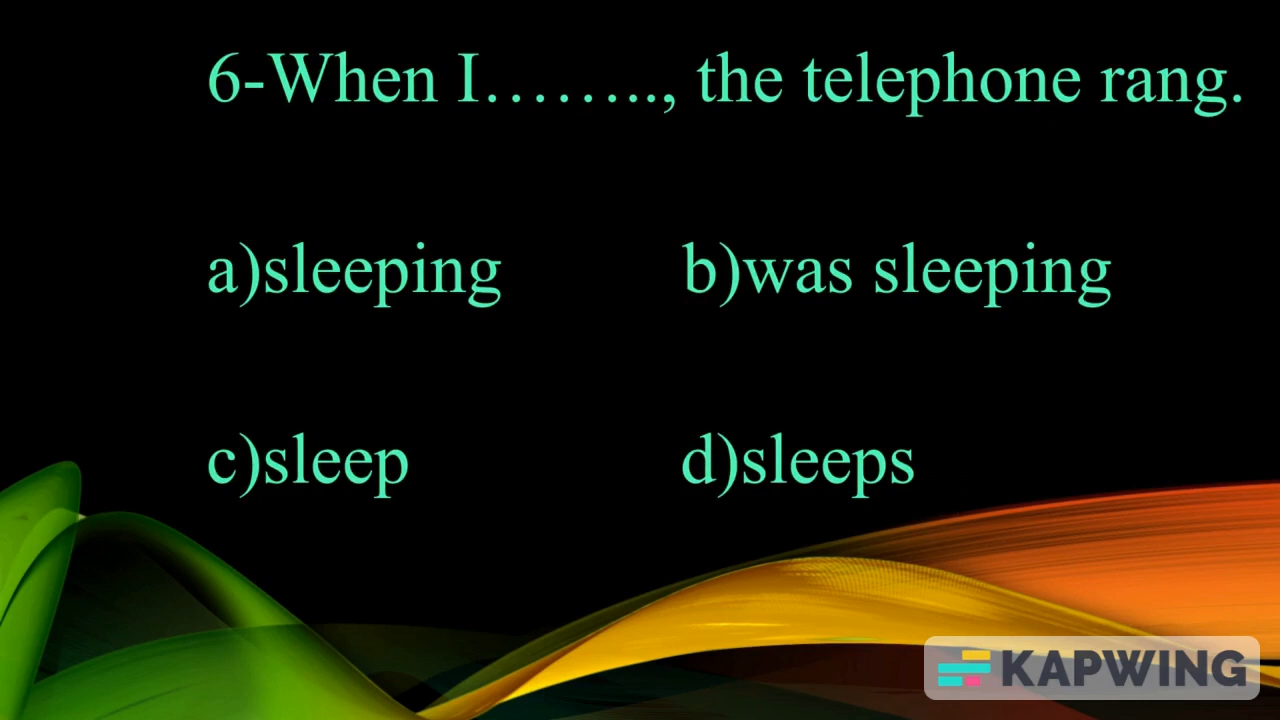 6-When I…….., the telephone rang.
a)sleeping b)was sleeping
c)sleep d)sleeps
KAPWING